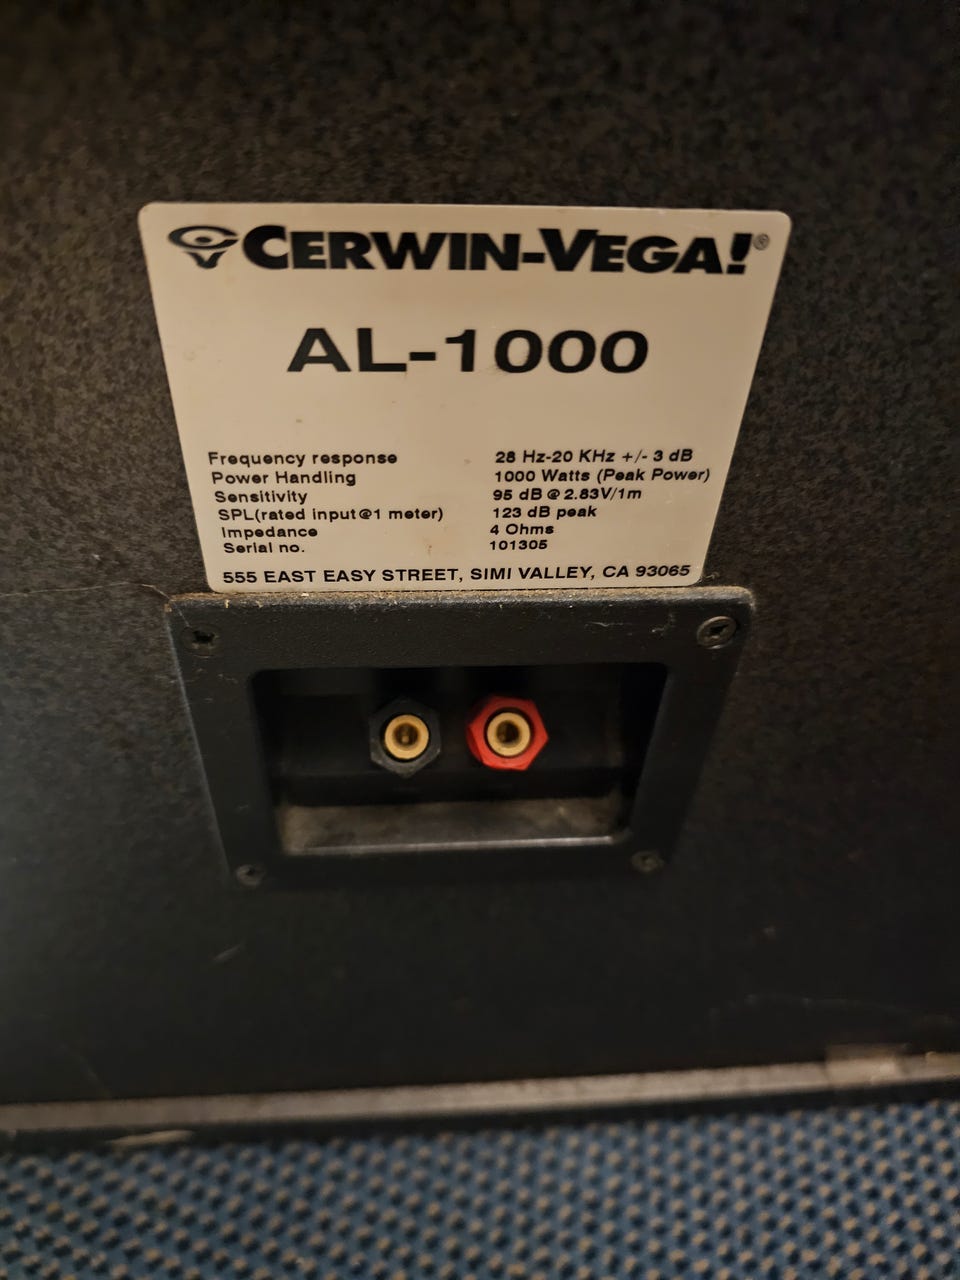 CERWIN-VEGA!®
AL-1000
Frequency response 28 Hz-20 KHz +/- 3 dB
Power Handling 1000 Watts (Peak Power)
Sensitivity 95 dB @ 2.83V/1m
SPL(rated input@1 meter) 123 dB peak
Impedance 4 Ohms
Serial no. 101305
555 EAST EASY STREET, SIMI VALLEY, CA 93065